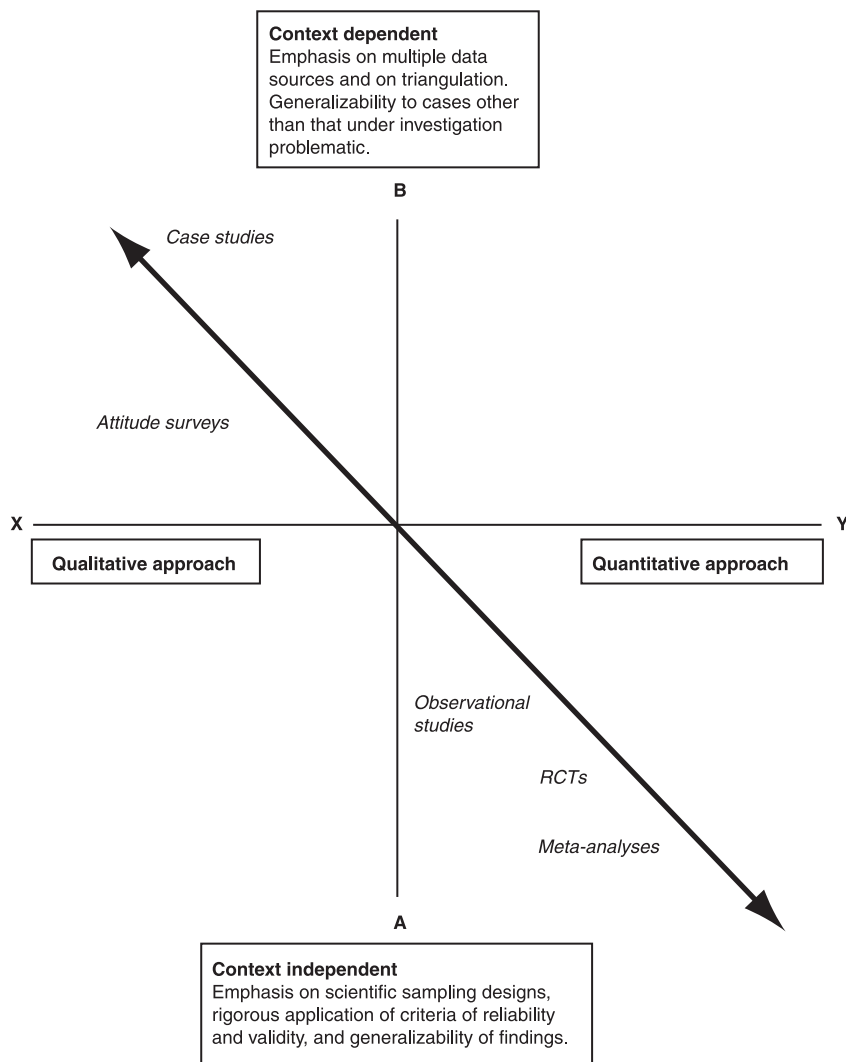 Context dependent
Emphasis on multiple data
sources and on triangulation.
Generalizability to cases other
than that under investigation
problematic.
B
Case studies
Attitude surveys
X
Y
Qualitative approach
Quantitative approach
Observational
studies
RCTs
Meta-analyses
A
Context independent
Emphasis on scientific sampling designs,
rigorous application of criteria of reliability
and validity, and generalizability of findings.